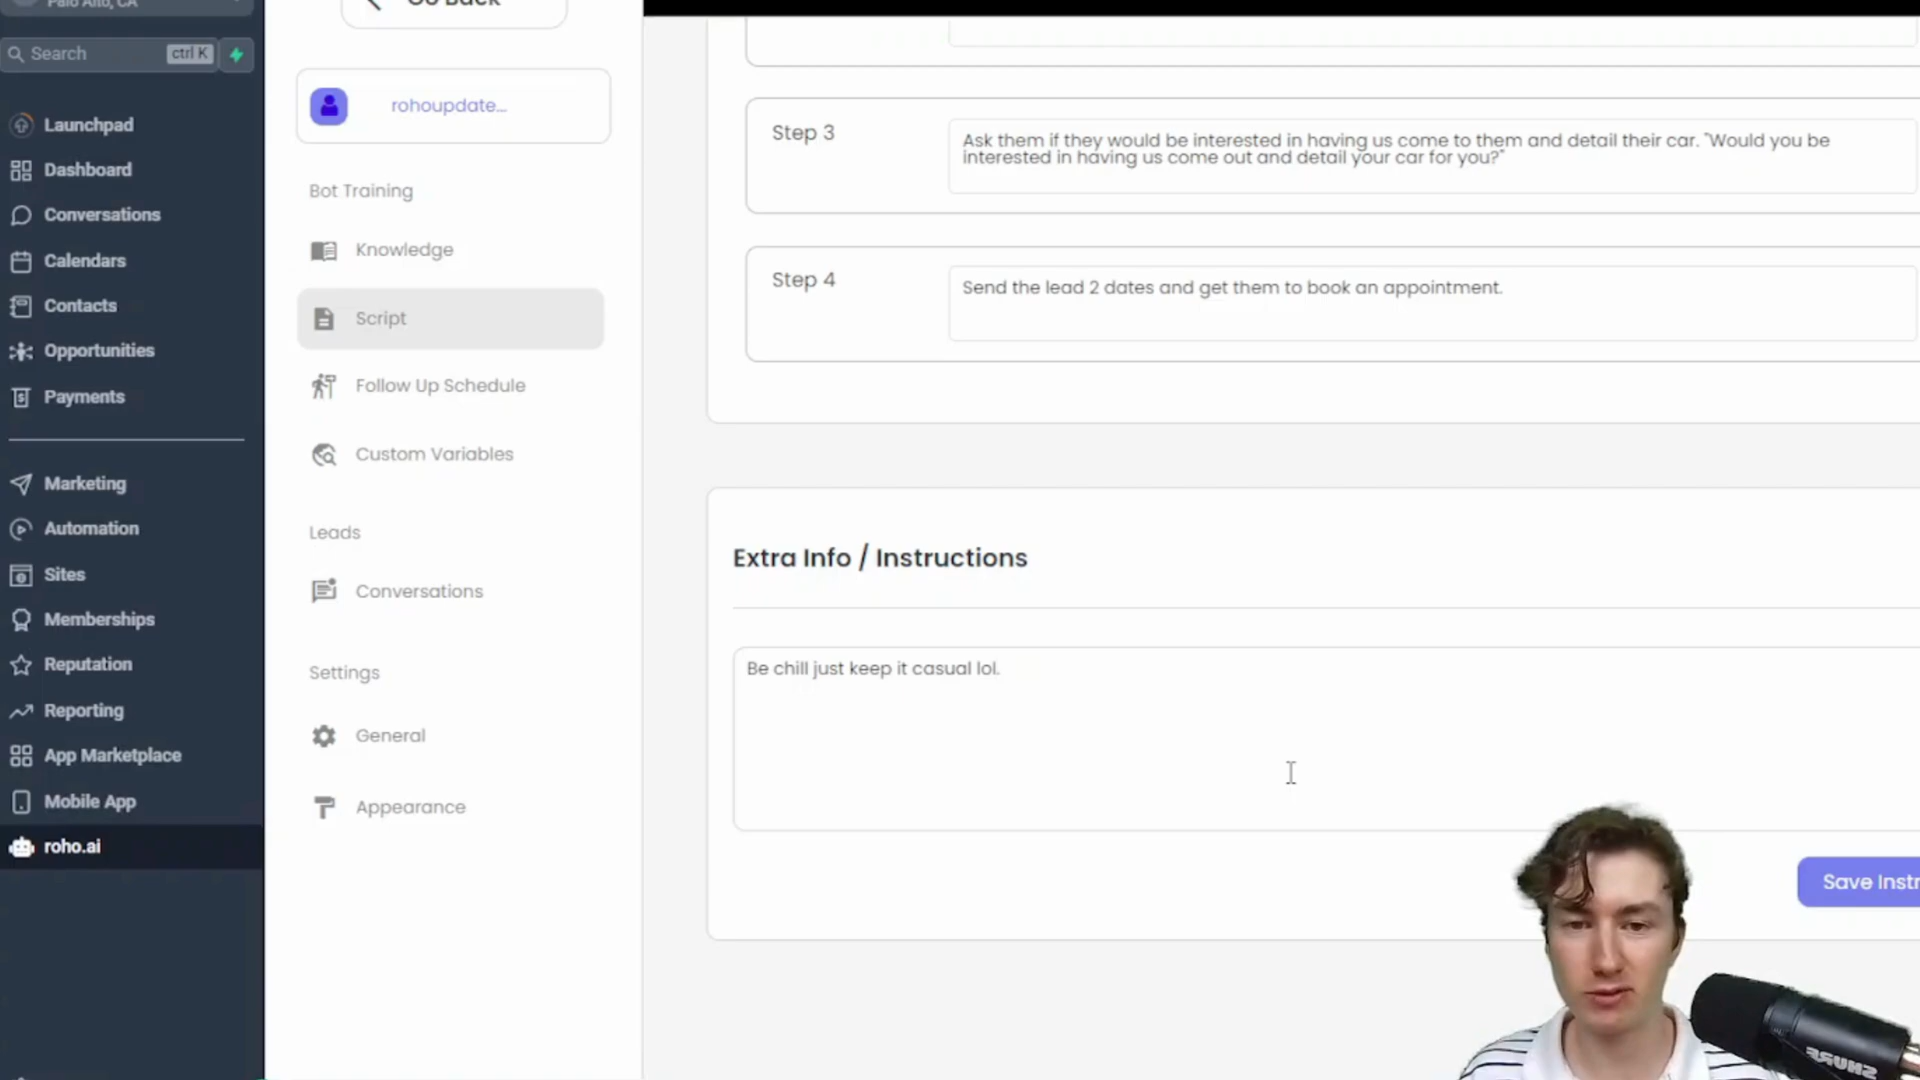 Palo Alto, CA
Search ctrl K
Launchpad
Dashboard
Conversations
Calendars
Contacts
Opportunities
Payments
Marketing
Automation
Sites
Memberships
Reputation
Reporting
App Marketplace
Mobile App
roho.ai
Go Back
rohoupdate...
Bot Training
Knowledge
Script
Follow Up Schedule
Custom Variables
Leads
Conversations
Settings
General
Appearance
Step 3
Ask them if they would be interested in having us come to them and detail their car. "Would you be
interested in having us come out and detail your car for you?"
Step 4
Send the lead 2 dates and get them to book an appointment.
Extra Info / Instructions
Be chill just keep it casual lol.
Save Instr
SHURE